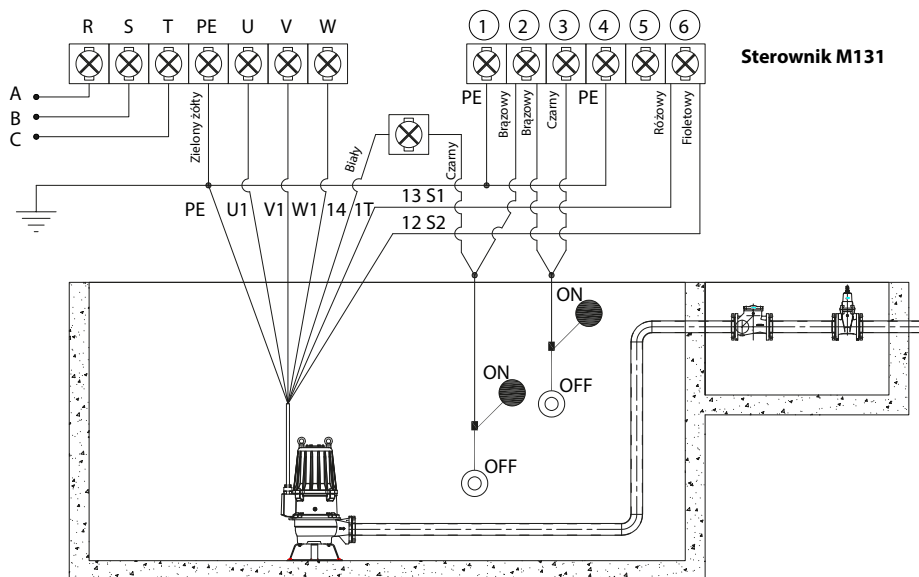 R S T PE U V W
1 2 3 4 5 6
Sterownik M131
A
B
C
Zielony żółty
Biały
Czarny
PE
Brązowy
Brązowy
Czarny
PE
Różowy
Fioletowy
PE U1 V1 W1 14 1T
13 S1
12 S2
ON
OFF
ON
OFF